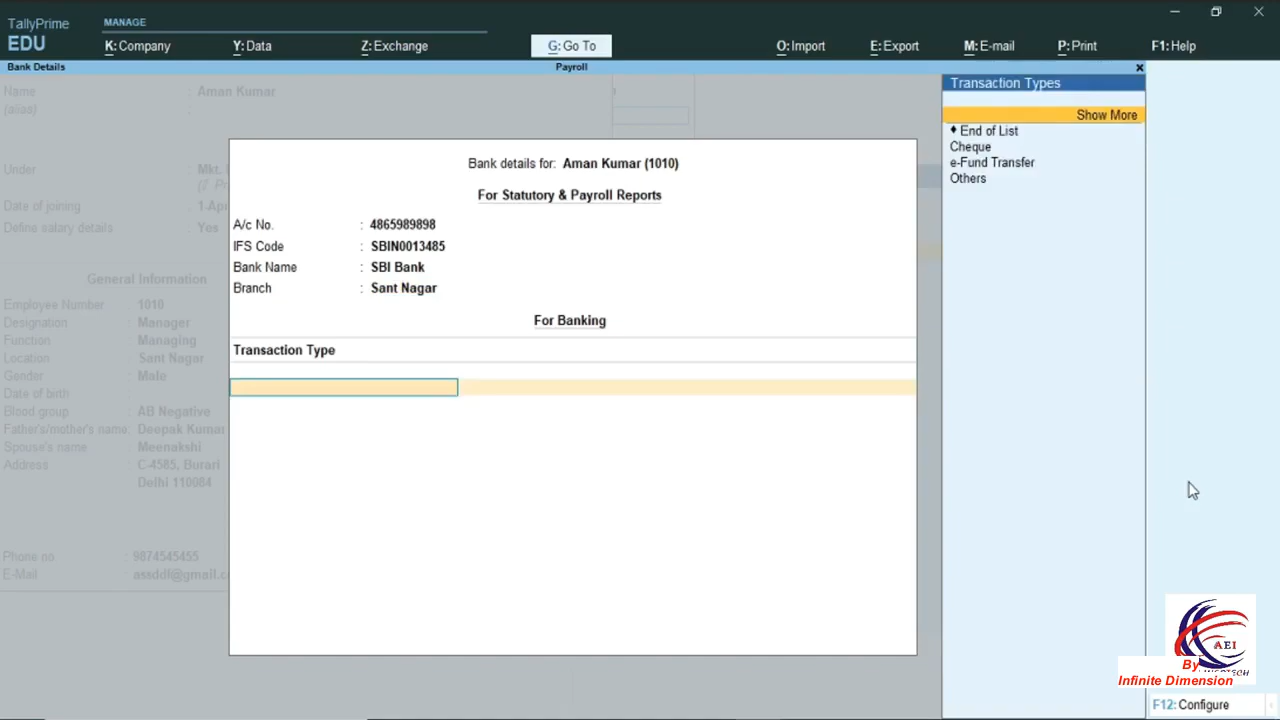 TallyPrime
EDU
MANAGE
K: Company
Y: Data
Z: Exchange
G: Go To
O: Import
E: Export
M: E-mail
P: Print
F1: Help
Bank Details
Payroll
x
Name : Aman Kumar
(alias) :
Under : Mkt.
Date of joining : 1-Apr
Define salary details : Yes
General Information
Employee Number : 1010
Designation : Manager
Function : Managing
Location : Sant Nagar
Gender : Male
Date of birth :
Blood group : AB Negative
Father's/mother's name: Deepak Kumar
Spouse's name : Meenakshi
Address : C-4585, Burari
Delhi 110084
Phone no : 9874545455
Bank details for: Aman Kumar (1010)
For Statutory & Payroll Reports
A/c No. : 4865989898
IFS Code : SBIN0013485
Bank Name : SBI Bank
Branch : Sant Nagar
For Banking
Transaction Type
Transaction Types
Show More
♦ End of List
Cheque
e-Fund Transfer
Others
AEI
By
Infinite Dimension
F12: Configure